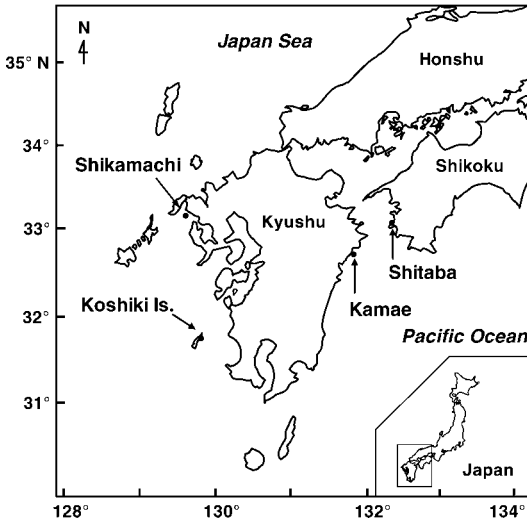 N
Japan Sea
Honshu
35° N
34°
Shikamachi
Shikoku
Kyushu
33°
Shitaba
Koshiki Is.
Kamae
32°
Pacific Ocean
31°
Japan
128°
130°
132°
134°